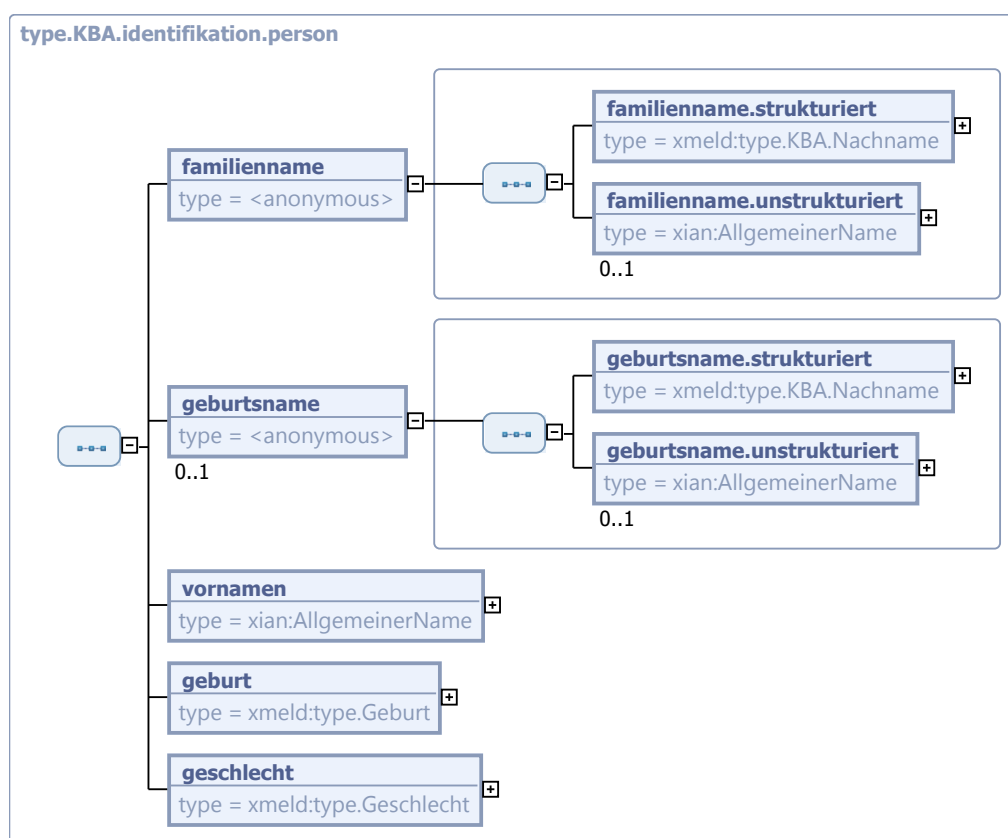 type.KBA.identifikation.person
familienname
type = <anonymous>
familienname.strukturiert
type = xmeld:type.KBA.Nachname
familienname.unstrukturiert
type = xian:AllgemeinerName
0..1
geburtsname
type = <anonymous>
0..1
geburtsname.strukturiert
type = xmeld:type.KBA.Nachname
geburtsname.unstrukturiert
type = xian:AllgemeinerName
0..1
vornamen
type = xian:AllgemeinerName
geburt
type = xmeld:type.Geburt
geschlecht
type = xmeld:type.Geschlecht